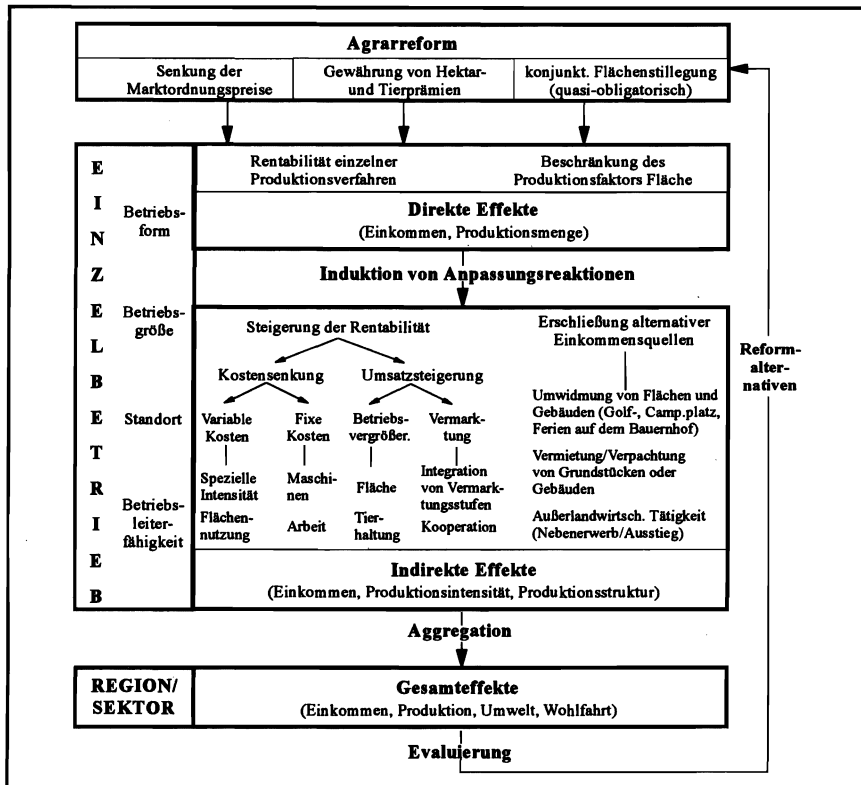 Agrarreform
Senkung der
Marktordnungspreise
Gewährung von Hektar-
und Tierprämien
konjunkt. Flächenstillegung
(quasi-obligatorisch)
EINZELBETRIEB
Betriebs-
form
Betriebs-
größe
Standort
Betriebs-
leiter-
fähigkeit
Rentabilität einzelner
Produktionsverfahren
Beschränkung des
Produktionsfaktors Fläche
Direkte Effekte
(Einkommen, Produktionsmenge)
Induktion von Anpassungsreaktionen
Steigerung der Rentabilität
Kostensenkung
Umsatzsteigerung
Variable
Kosten
Fixe
Kosten
Betriebs-
vergrößer.
Vermark-
tung
Spezielle
Intensität
Maschi-
nen
Fläche
Integration
von Vermark-
tungsstufen
Flächen-
nutzung
Arbeit
Tier-
haltung
Kooperation
Erschließung alternativer
Einkommensquellen
Umwidmung von Flächen und
Gebäuden (Golf-, Camp.platz,
Ferien auf dem Bauernhof)
Vermietung/Verpachtung
von Grundstücken oder
Gebäuden
Außerlandwirtsch. Tätigkeit
(Nebenerwerb/Ausstieg)
Indirekte Effekte
(Einkommen, Produktionsintensität, Produktionsstruktur)
Reform-
alter-
nativen
Aggregation
REGION/
SEKTOR
Gesamteffekte
(Einkommen, Produktion, Umwelt, Wohlfahrt)
Evaluierung